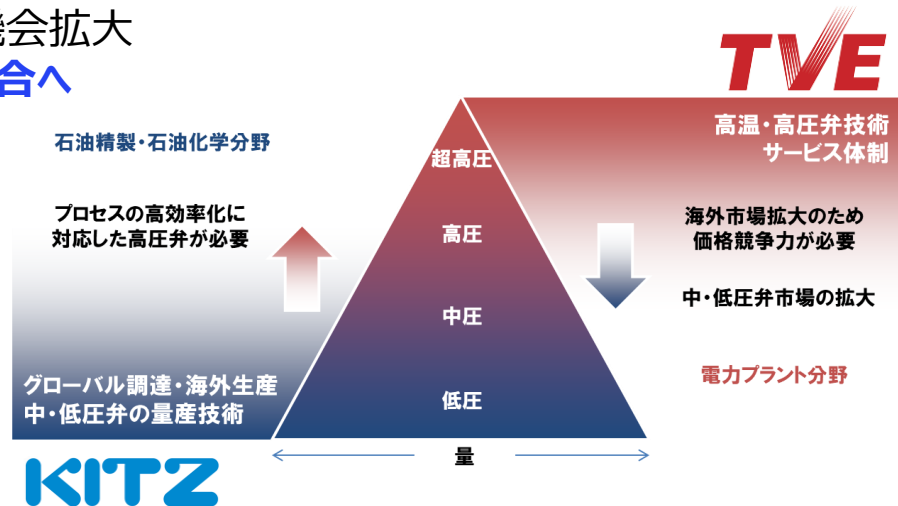 機会拡大
合へ
TVE
石油精製・石油化学分野
高温・高圧弁技術
サービス体制
超高圧
プロセスの高効率化に
対応した高圧弁が必要
高圧
海外市場拡大のため
価格競争力が必要
中・低圧弁市場の拡大
中圧
グローバル調達・海外生産
中・低圧弁の量産技術
電力プラント分野
低圧
量
KITZ